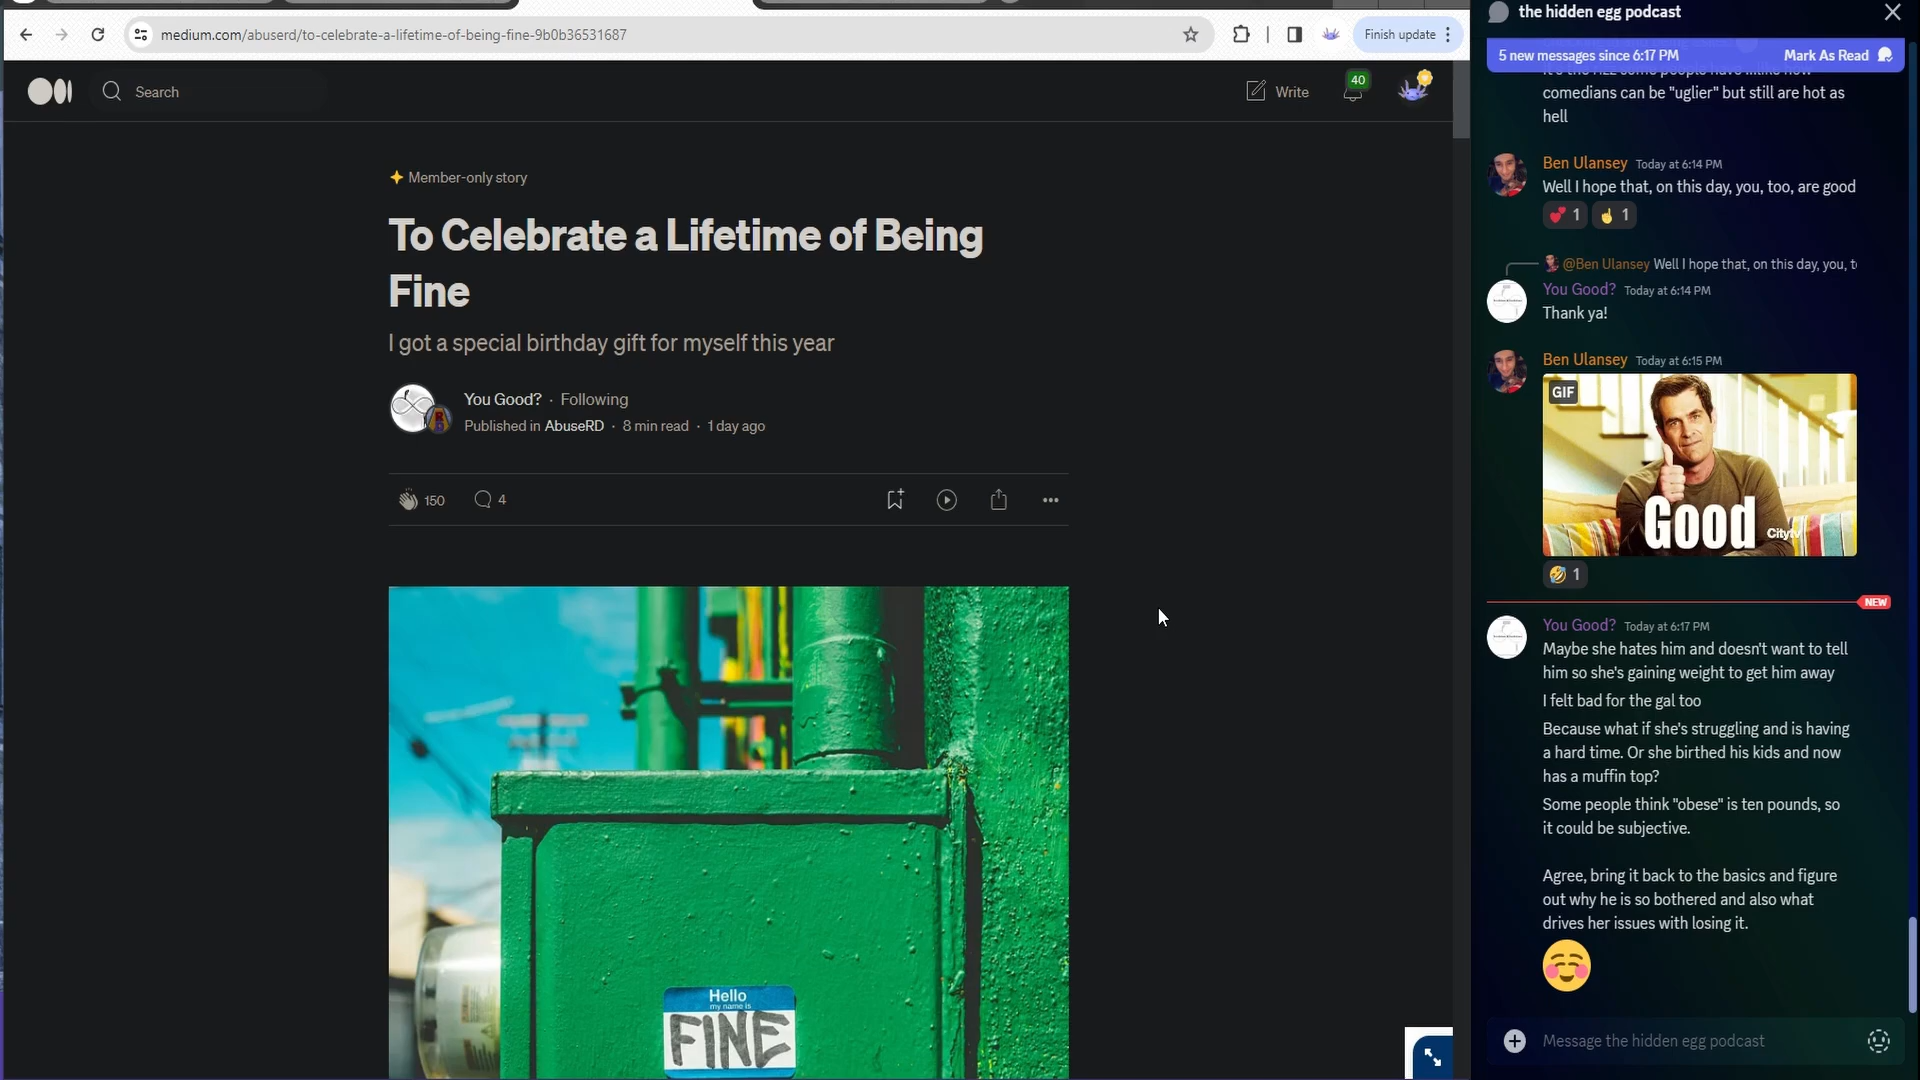 medium.com/abuserd/to-celebrate-a-lifetime-of-being-fine-9b0b36531687
Finish update
Search
Write
40
Member-only story
To Celebrate a Lifetime of Being
Fine
I got a special birthday gift for myself this year
You Good? · Following
Published in AbuseRD · 8 min read · 1 day ago
150
4
Hello
my name is
FINE
the hidden egg podcast
5 new messages since 6:17 PM
Mark As Read
comedians can be "uglier" but still are hot as
hell
Ben Ulansey Today at 6:14 PM
Well I hope that, on this day, you, too, are good
1 1
@Ben Ulansey Well I hope that, on this day, you, t
You Good? Today at 6:14 PM
Thank ya!
Ben Ulansey Today at 6:15 PM
GIF
Good
Citytv
1
NEW
You Good? Today at 6:17 PM
Maybe she hates him and doesn't want to tell
him so she's gaining weight to get him away
I felt bad for the gal too
Because what if she's struggling and is having
a hard time. Or she birthed his kids and now
has a muffin top?
Some people think "obese" is ten pounds, so
it could be subjective.
Agree, bring it back to the basics and figure
out why he is so bothered and also what
drives her issues with losing it.
Message the hidden egg podcast